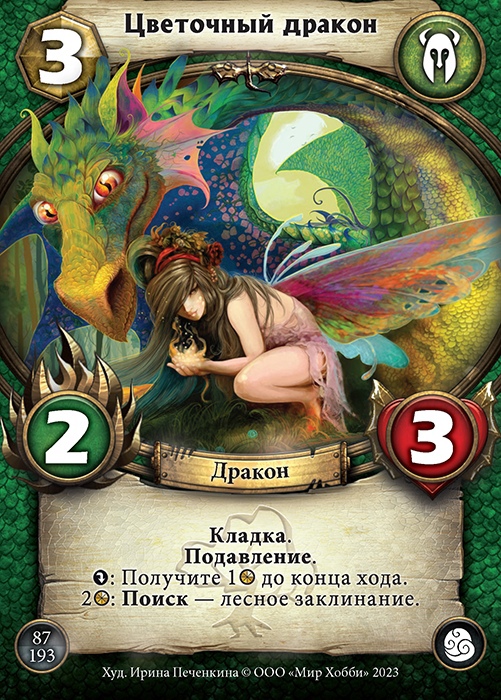 3
Цветочный дракон
2
3
Дракон
Кладка.
Подавление.
: Получите 1 до конца хода.
2: Поиск — лесное заклинание.
87
193
Худ. Ирина Печенкина © ООО «Мир Хобби» 2023